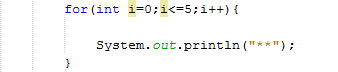 for(int i=0;i<=5;i++){
System.out.println("**");
}